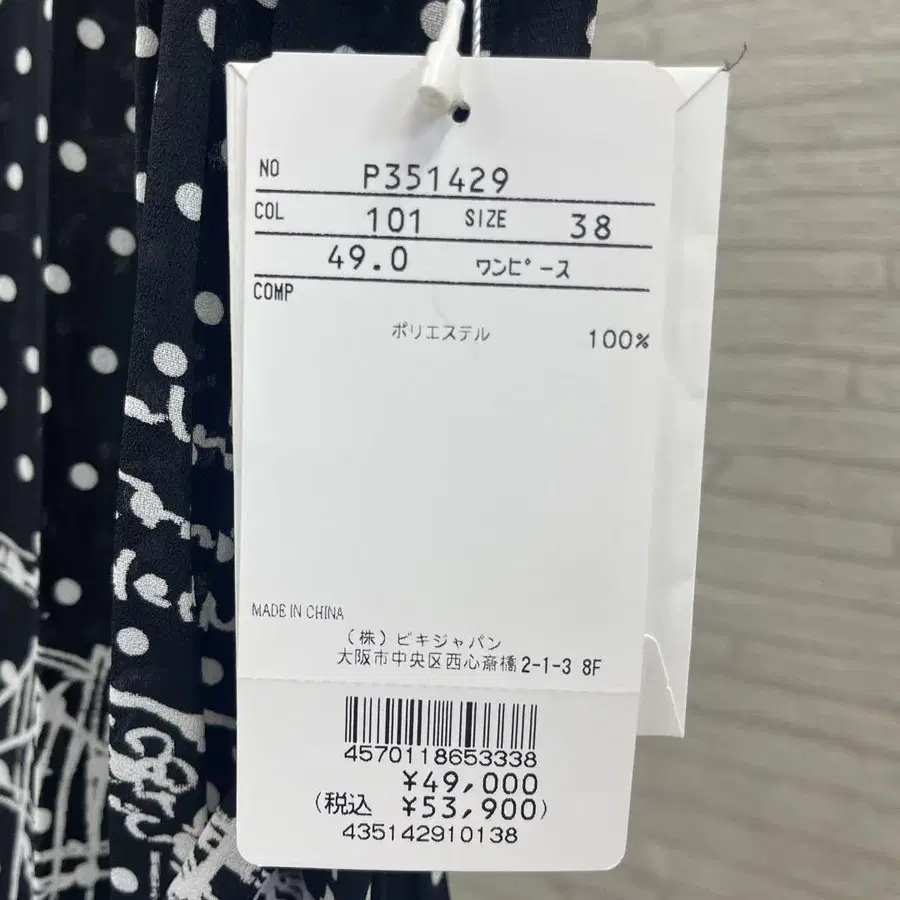 NO P351429
COL 101 SIZE 38
49.0 ワンピース
COMP
ポリエステル 100%
MADE IN CHINA
(株)ビキジャパン
大阪市中央区西心斎橋2-1-3 8F
4570118653338
¥49,000
(税込 ¥53,900)
435142910138